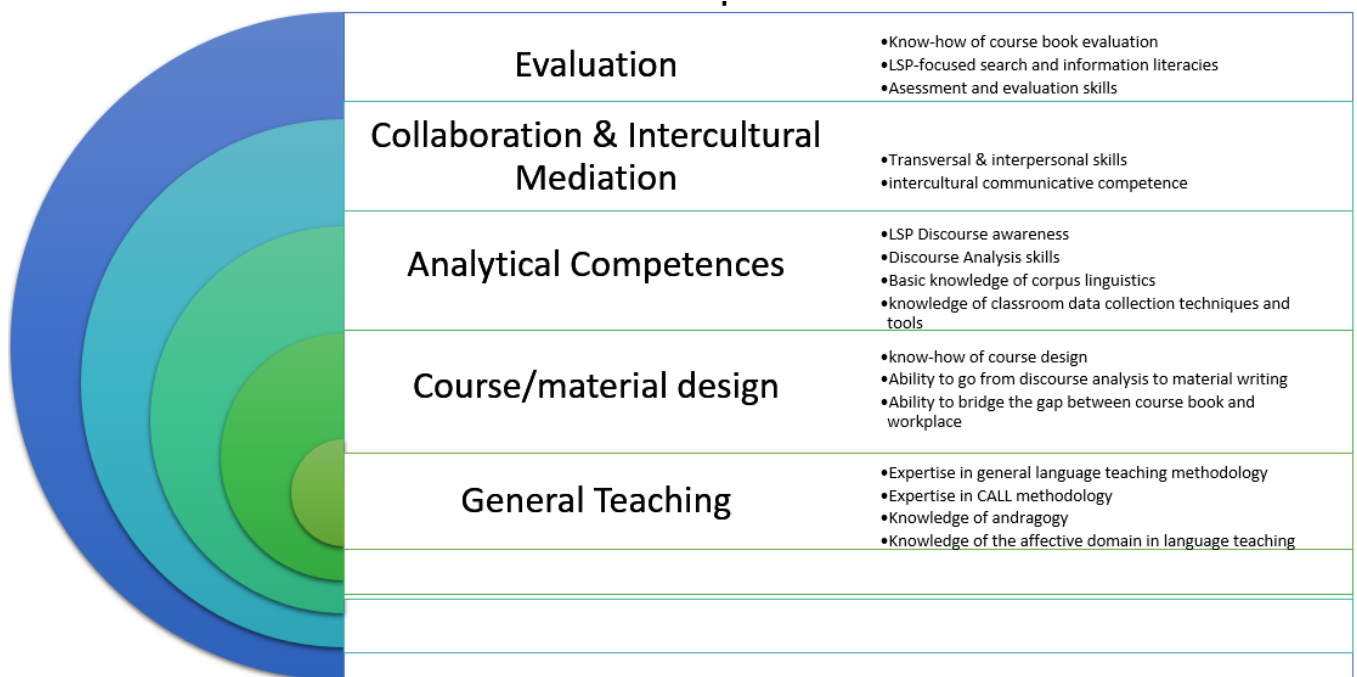 Evaluation
•Know-how of course book evaluation
•LSP-focused search and information literacies
•Asessment and evaluation skills
Collaboration & Intercultural
Mediation
•Transversal & interpersonal skills
•intercultural communicative competence
Analytical Competences
•LSP Discourse awareness
•Discourse Analysis skills
•Basic knowledge of corpus linguistics
•knowledge of classroom data collection techniques and
tools
Course/material design
•know-how of course design
•Ability to go from discourse analysis to material writing
•Ability to bridge the gap between course book and
workplace
General Teaching
•Expertise in general language teaching methodology
•Expertise in CALL methodology
•Knowledge of andragogy
•Knowledge of the affective domain in language teaching